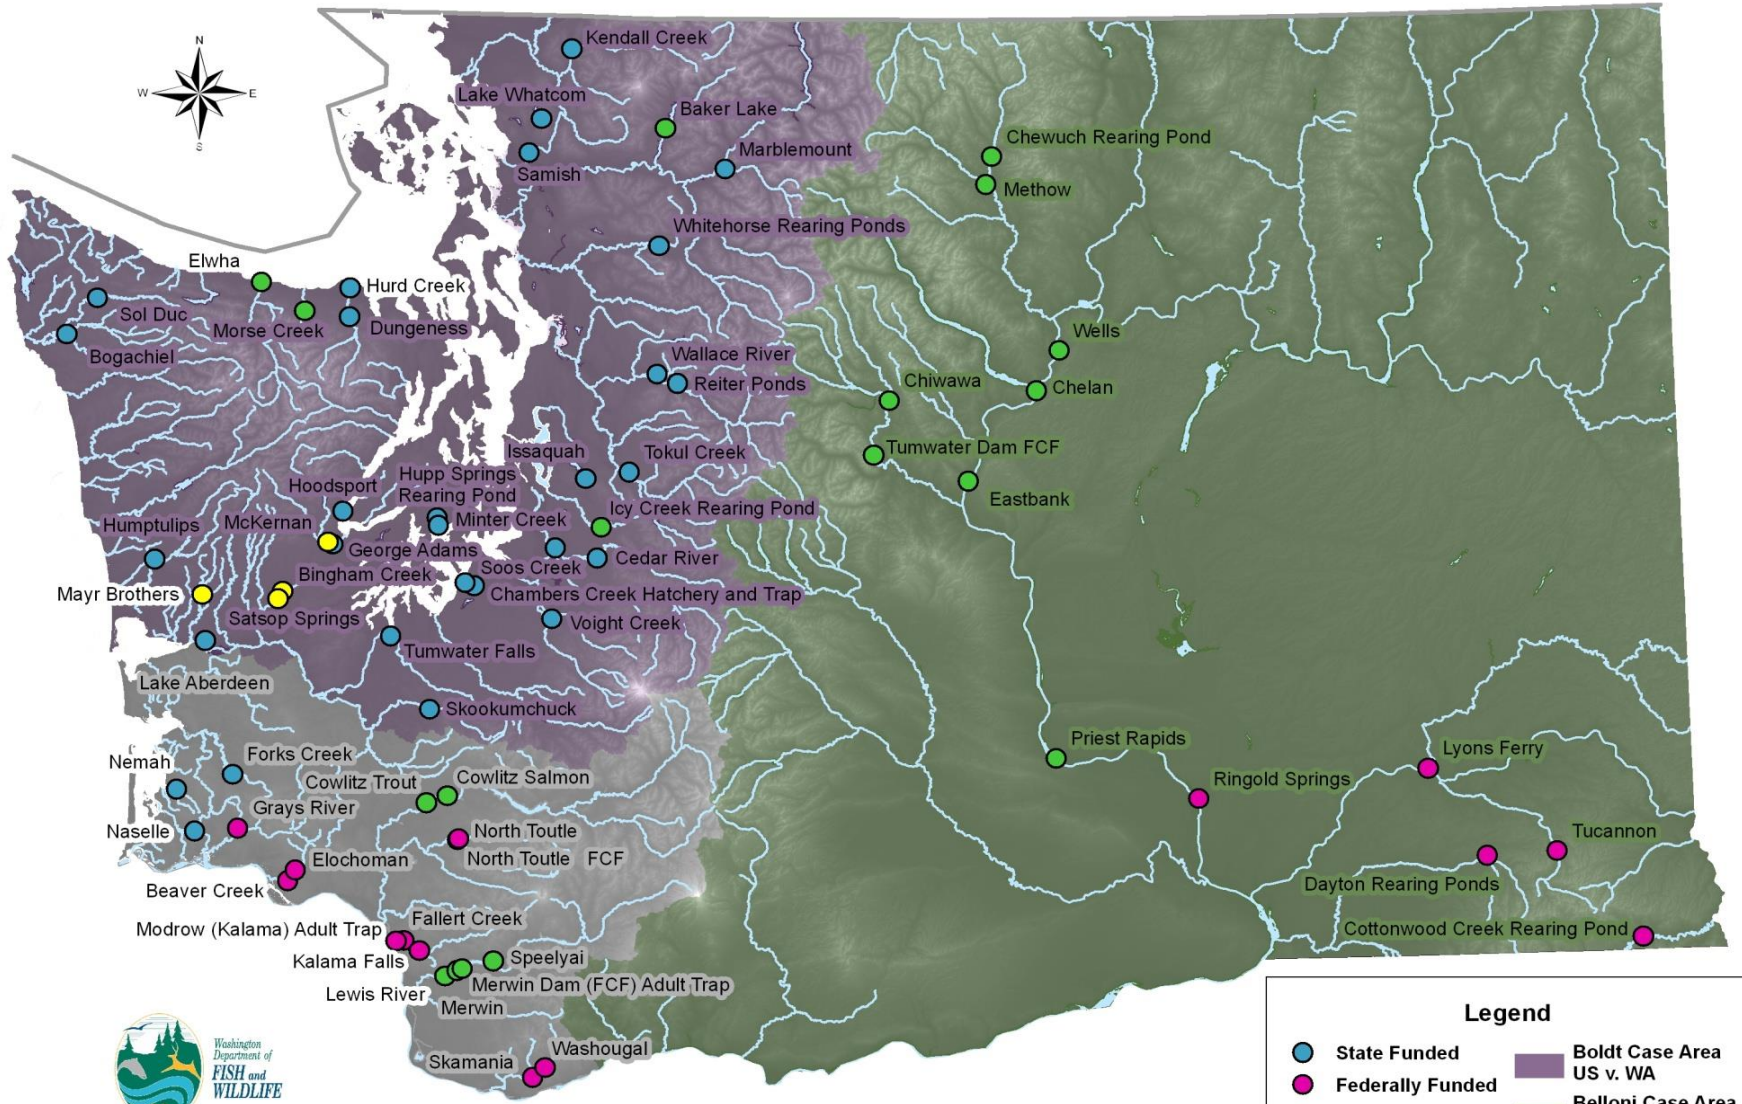 N
W
E
S
Kendall Creek
Lake Whatcom
Baker Lake
Samish
Marblemount
Chewuch Rearing Pond
Methow
Whitehorse Rearing Ponds
Elwha
Hurd Creek
Sol Duc
Morse Creek
Dungeness
Bogachiel
Wells
Wallace River
Reiter Ponds
Chiwawa
Chelan
Tumwater Dam FCF
Issaquah
Tokul Creek
Hupp Springs
Rearing Pond
Hoodsport
Eastbank
Icy Creek Rearing Pond
Humptulips
McKernan
Minter Creek
George Adams
Cedar River
Soos Creek
Bingham Creek
Mayr Brothers
Chambers Creek Hatchery and Trap
Satsop Springs
Voight Creek
Tumwater Falls
Lake Aberdeen
Skookumchuck
Priest Rapids
Lyons Ferry
Nemah
Forks Creek
Cowlitz Trout
Cowlitz Salmon
Ringold Springs
Grays River
Naselle
North Toutle
Tucannon
North Toutle FCF
Elochoman
Beaver Creek
Dayton Rearing Ponds
Fallert Creek
Modrow (Kalama) Adult Trap
Cottonwood Creek Rearing Pond
Kalama Falls
Speelyai
Merwin Dam (FCF) Adult Trap
Lewis River
Merwin
Washougal
Skamania
Washington
Department of
FISH and
WILDLIFE
Legend
State Funded
Federally Funded
Boldt Case Area
US v. WA
Belloni Case Area